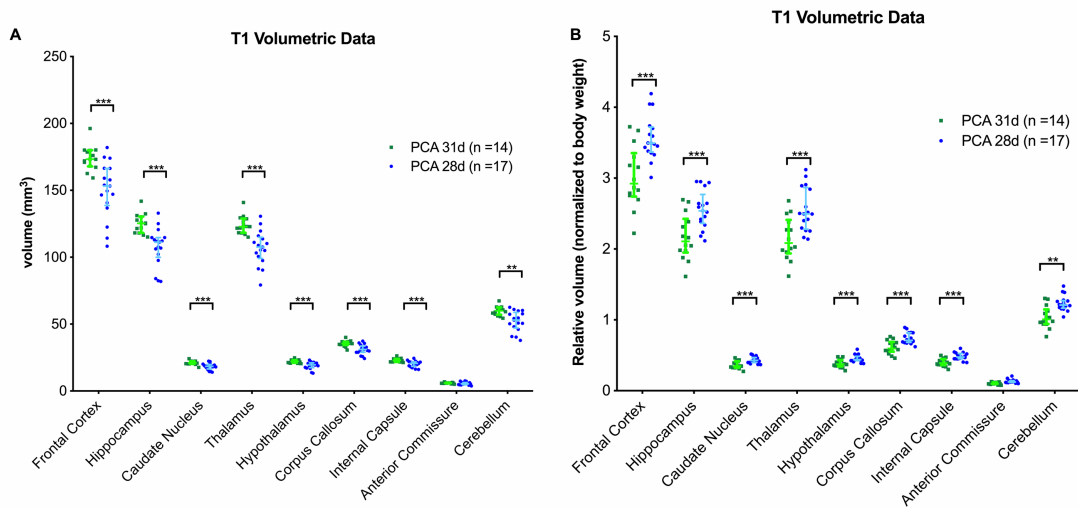 A
T1 Volumetric Data
volume (mm³)
250
200
150
100
50
0
***
***
***
***
***
***
***
**
PCA 31d (n =14)
PCA 28d (n =17)
Frontal Cortex
Hippocampus
Caudate Nucleus
Thalamus
Hypothalamus
Corpus Callosum
Internal Capsule
Anterior Commissure
Cerebellum
B
T1 Volumetric Data
Relative volume (normalized to body weight)
5
4
3
2
1
0
***
***
***
***
***
***
***
**
PCA 31d (n =14)
PCA 28d (n =17)
Frontal Cortex
Hippocampus
Caudate Nucleus
Thalamus
Hypothalamus
Corpus Callosum
Internal Capsule
Anterior Commissure
Cerebellum